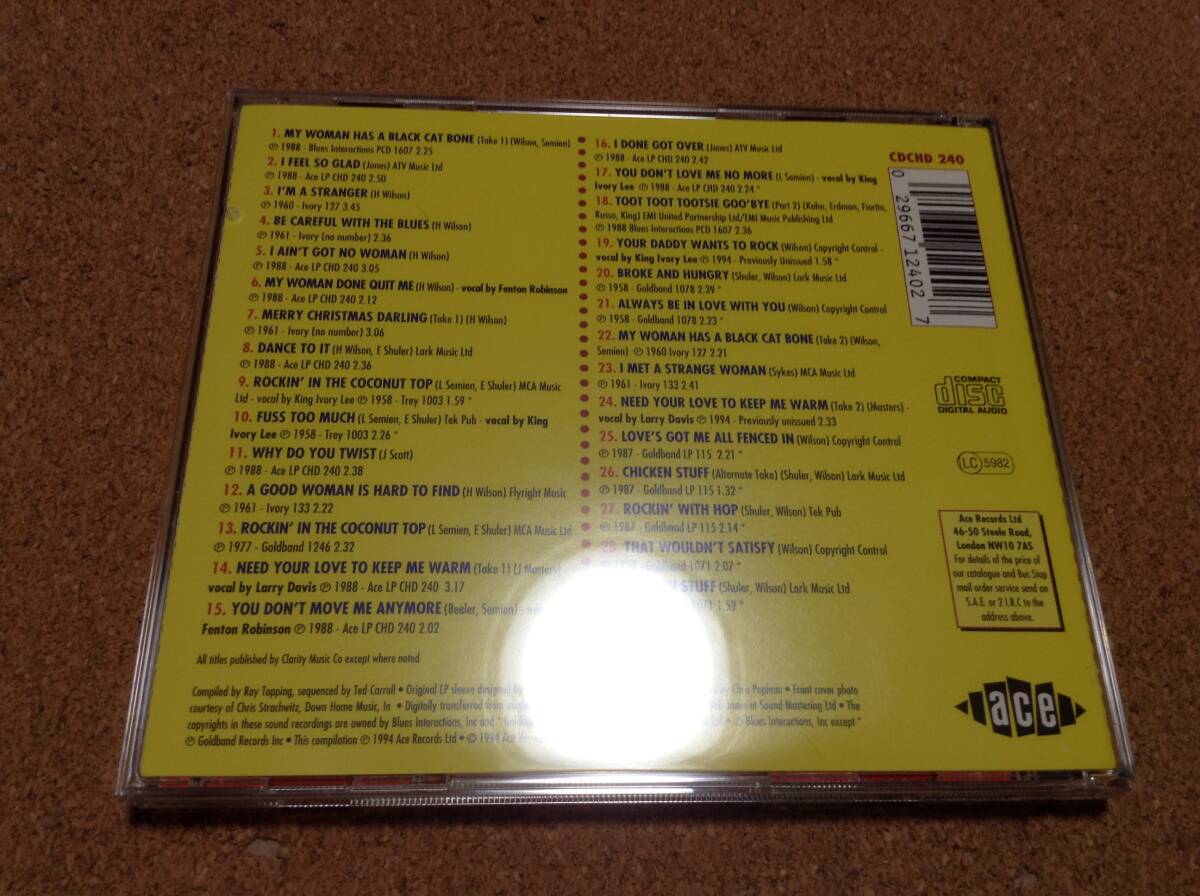 1. MY WOMAN HAS A BLACK CAT BONE (Take 1) (Wilson, Semien)
℗ 1988 - Blues Interactions PCD 1607 2.25
2. I FEEL SO GLAD (Jones) ATV Music Ltd
℗ 1988 - Ace LP CHD 240 2.50
3. I'M A STRANGER (H Wilson)
℗ 1960 - Ivory 127 3.45
4. BE CAREFUL WITH THE BLUES (H Wilson)
℗ 1961 - Ivory (no number) 2.36
5. I AIN'T GOT NO WOMAN (H Wilson)
℗ 1988 - Ace LP CHD 240 3.05
6. MY WOMAN DONE QUIT ME (H Wilson) - vocal by Fenton Robinson
℗ 1988 - Ace LP CHD 240 2.12
7. MERRY CHRISTMAS DARLING (Take 1) (H Wilson)
℗ 1961 - Ivory (no number) 3.06
8. DANCE TO IT (H Wilson, E Shuler) Lark Music Ltd
℗ 1988 - Ace LP CHD 240 2.36
9. ROCKIN' IN THE COCONUT TOP (L Semien, E Shuler) MCA Music
Ltd - vocal by King Ivory Lee ℗ 1958 - Trey 1003 1.59 *
10. FUSS TOO MUCH (L Semien, E Shuler) Tek Pub - vocal by King
Ivory Lee ℗ 1958 - Trey 1003 2.26 *
11. WHY DO YOU TWIST (J Scott)
℗ 1988 - Ace LP CHD 240 2.38
12. A GOOD WOMAN IS HARD TO FIND (H Wilson) Flyright Music
℗ 1961 - Ivory 133 2.22
13. ROCKIN' IN THE COCONUT TOP (L Semien, E Shuler) MCA Music Ltd
℗ 1977 - Goldband 1246 2.32
14. NEED YOUR LOVE TO KEEP ME WARM (Take 1) (J Masters) -
vocal by Larry Davis ℗ 1988 - Ace LP CHD 240 3.17
15. YOU DON'T MOVE ME ANYMORE (Beeler, Semien) -
Fenton Robinson ℗ 1988 - Ace LP CHD 240 2.02
All titles published by Clarity Music Co except where noted
16. I DONE GOT OVER (Jones) ATV Music Ltd
℗ 1988 - Ace LP CHD 240 2.42
17. YOU DON'T LOVE ME NO MORE (L Semien) - vocal by King
Ivory Lee ℗ 1988 - Ace LP CHD 240 2.24 *
18. TOOT TOOT TOOTSIE GOO'BYE (Part 2) (Kahn, Erdman, Fiorito,
Russo, King) EMI United Partnership Ltd/EMI Music Publishing Ltd
℗ 1988 Blues Interactions PCD 1607 2.36
19. YOUR DADDY WANTS TO ROCK (Wilson) Copyright Control -
vocal by King Ivory Lee ℗ 1994 - Previously Unissued 1.58 *
20. BROKE AND HUNGRY (Shuler, Wilson) Lark Music Ltd
℗ 1958 - Goldband 1078 2.39 *
21. ALWAYS BE IN LOVE WITH YOU (Wilson) Copyright Control
℗ 1958 - Goldband 1078 2.23 *
22. MY WOMAN HAS A BLACK CAT BONE (Take 2) (Wilson,
Semien) ℗ 1960 Ivory 127 2.21
23. I MET A STRANGE WOMAN (Sykes) MCA Music Ltd
℗ 1961 - Ivory 133 2.41
24. NEED YOUR LOVE TO KEEP ME WARM (Take 2) (Masters) -
vocal by Larry Davis ℗ 1994 - Previously unissued 2.33
25. LOVE'S GOT ME ALL FENCED IN (Wilson) Copyright Control
℗ 1987 - Goldband LP 115 2.21 *
26. CHICKEN STUFF (Alternate Take) (Shuler, Wilson) Lark Music Ltd
℗ 1987 - Goldband LP 115 1.32 *
27. ROCKIN' WITH HOP (Shuler, Wilson) Tek Pub
℗ 1987 - Goldband LP 115 2.14 *
THAT WOULDN'T SATISFY (Wilson) Copyright Control
Goldband 1071 2.07 *
STUFF (Shuler, Wilson) Lark Music Ltd
1071 1.59 *
Compiled by Ray Topping, sequenced by Ted Carroll • Original LP sleeve designed by Chris Popham • Front cover photo
courtesy of Chris Strachwitz, Down Home Music, In • Digitally transferred from at Sound Mastering Ltd • The
copyrights in these sound recordings are owned by Blues Interactions, Inc and * • ℗ Blues Interactions, Inc except *
℗ Goldband Records Inc • This compilation ℗ 1994 Ace Records Ltd • © 1994 Ace
CDCHD 240
0 29667 12402 7
COMPACT
disc
DIGITAL AUDIO
LC 5982
Ace Records Ltd
46-50 Steele Road,
London NW10 7AS
For details of the price of
our catalogue and Bus Stop
mail order service send an
S.A.E. or 2 I.R.C to the
address above.
ace